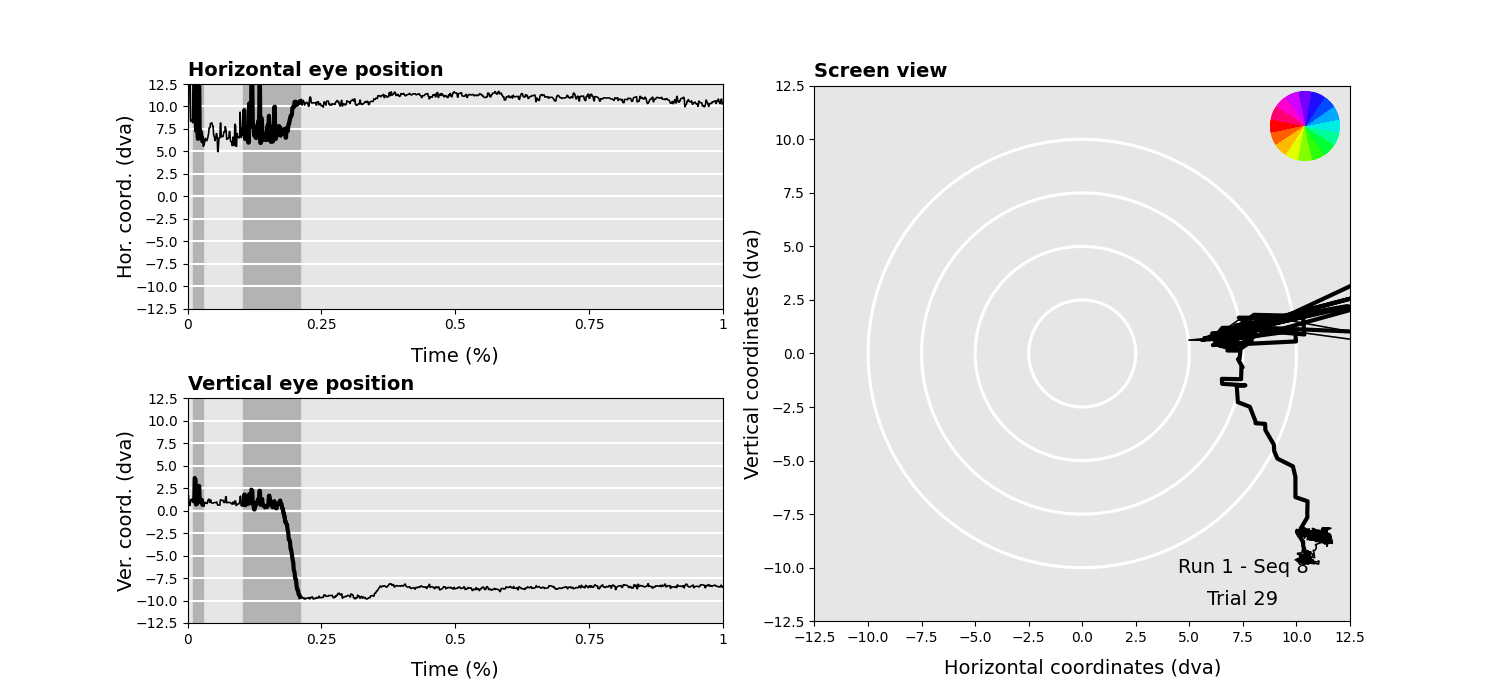 Horizontal eye position
12.5
10.0
7.5
5.0
2.5
0.0
−2.5
−5.0
−7.5
−10.0
−12.5
Hor. coord. (dva)
0 0.25 0.5 0.75 1
Time (%)
Vertical eye position
12.5
10.0
7.5
5.0
2.5
0.0
−2.5
−5.0
−7.5
−10.0
−12.5
Ver. coord. (dva)
0 0.25 0.5 0.75 1
Time (%)
Screen view
12.5
10.0
7.5
5.0
2.5
0.0
−2.5
−5.0
−7.5
−10.0
−12.5
Vertical coordinates (dva)
Run 1 - Seq 8
Trial 29
−12.5 −10.0 −7.5 −5.0 −2.5 0.0 2.5 5.0 7.5 10.0 12.5
Horizontal coordinates (dva)